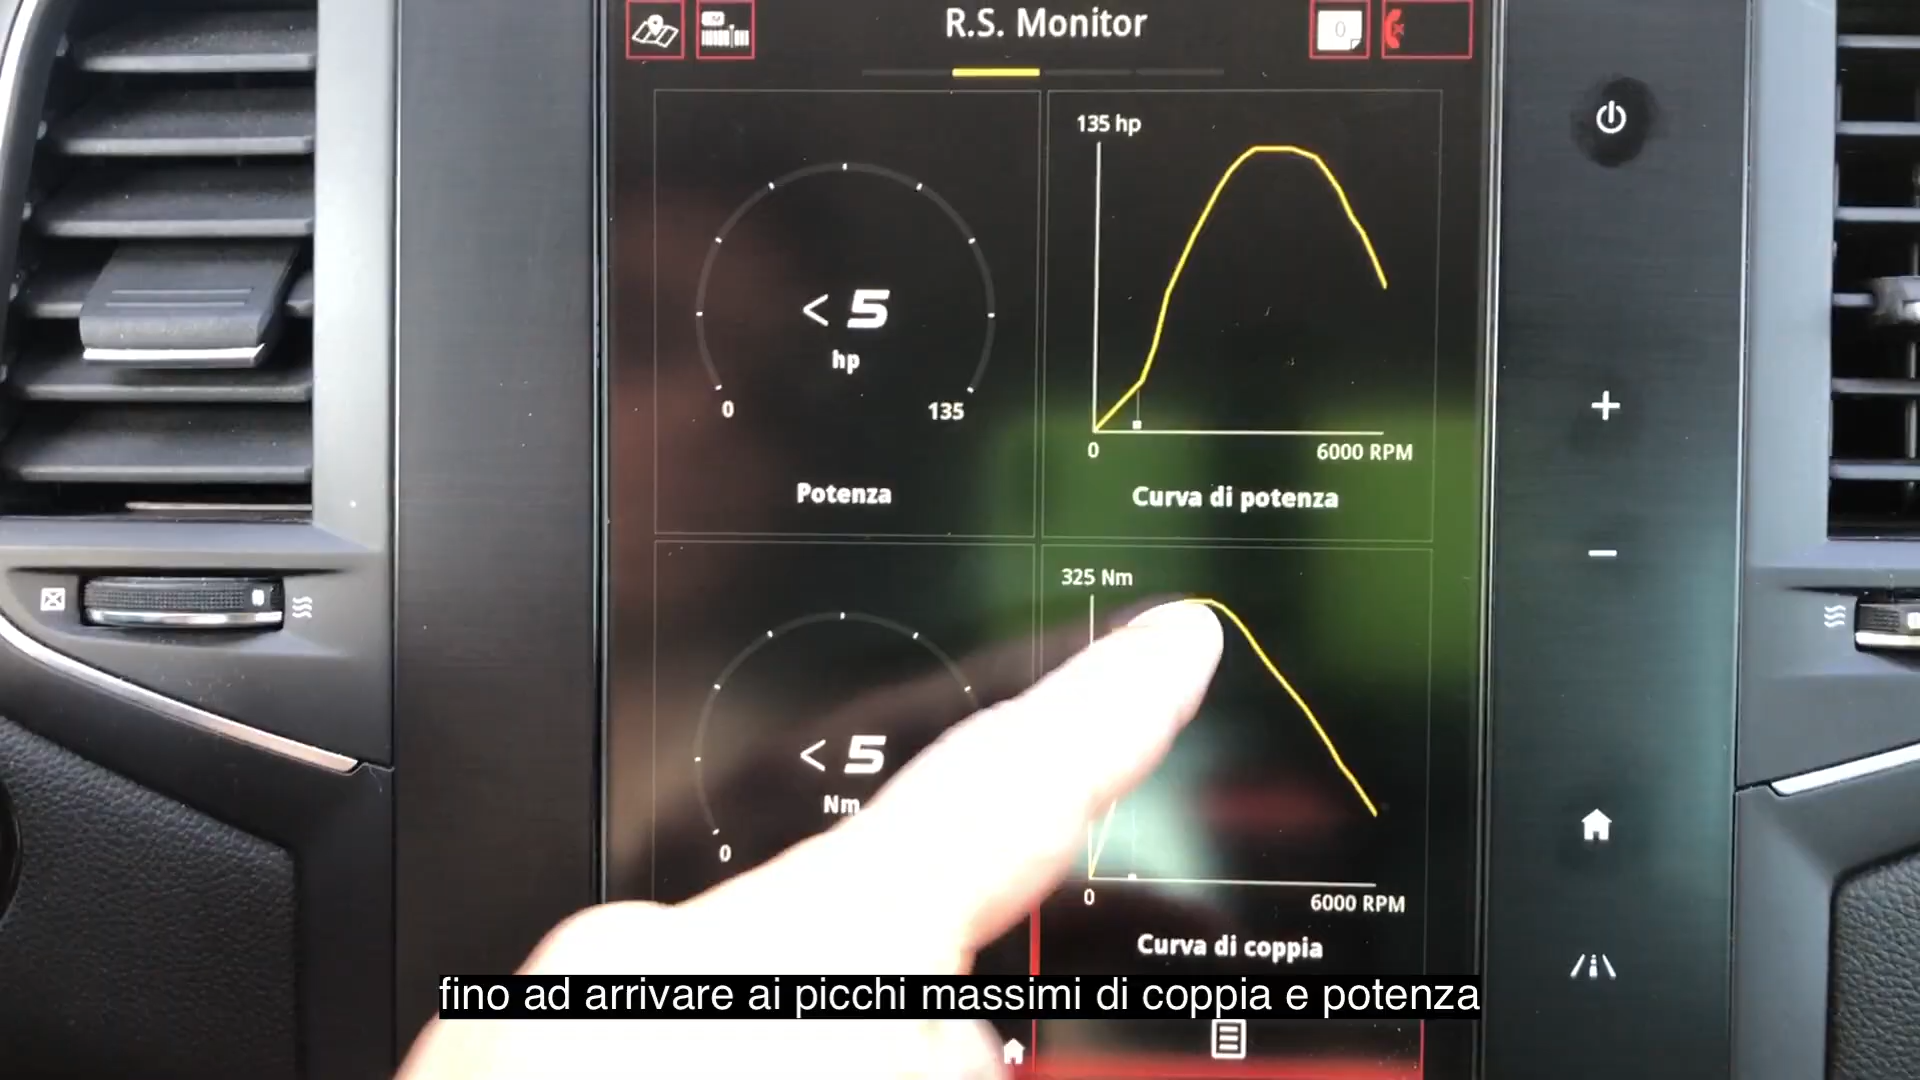 R.S. Monitor
0
135 hp
< 5
hp
0
135
Potenza
0
6000 RPM
Curva di potenza
325 Nm
< 5
Nm
0
0
6000 RPM
Curva di coppia
fino ad arrivare ai picchi massimi di coppia e potenza